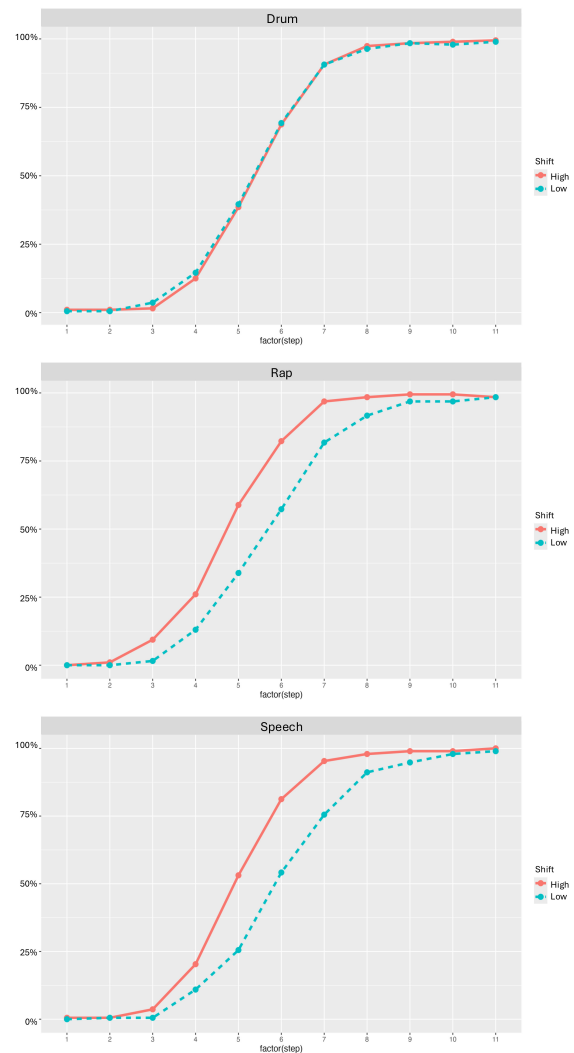 Drum
100%
75%
50%
25%
0%
1 2 3 4 5 6 7 8 9 10 11
factor(step)
Shift
High
Low
Rap
100%
75%
50%
25%
0%
1 2 3 4 5 6 7 8 9 10 11
factor(step)
Shift
High
Low
Speech
100%
75%
50%
25%
0%
1 2 3 4 5 6 7 8 9 10 11
factor(step)
Shift
High
Low